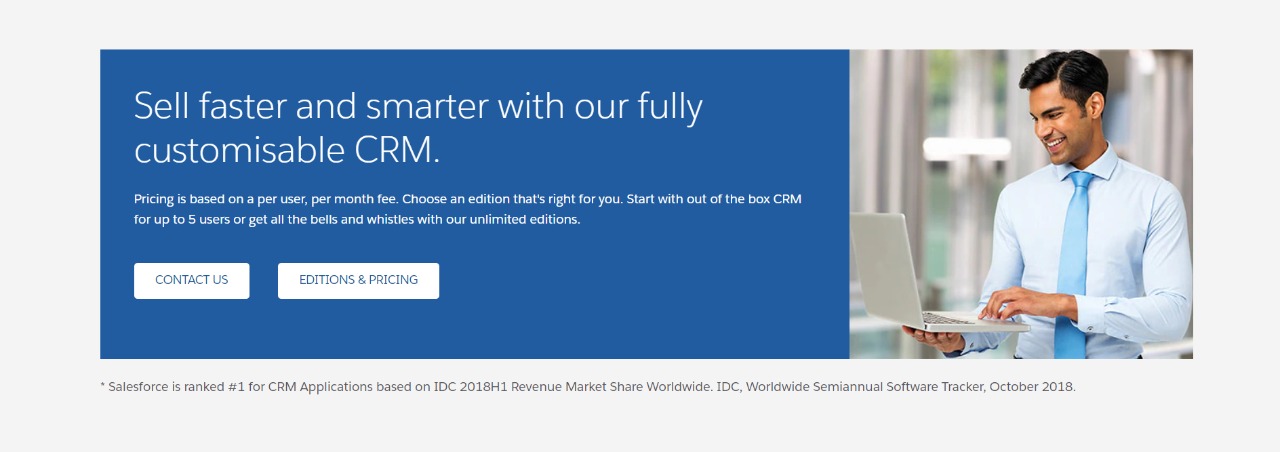 Sell faster and smarter with our fully
customisable CRM.
Pricing is based on a per user, per month fee. Choose an edition that's right for you. Start with out of the box CRM
for up to 5 users or get all the bells and whistles with our unlimited editions.
CONTACT US
EDITIONS & PRICING
* Salesforce is ranked #1 for CRM Applications based on IDC 2018H1 Revenue Market Share Worldwide. IDC, Worldwide Semiannual Software Tracker, October 2018.